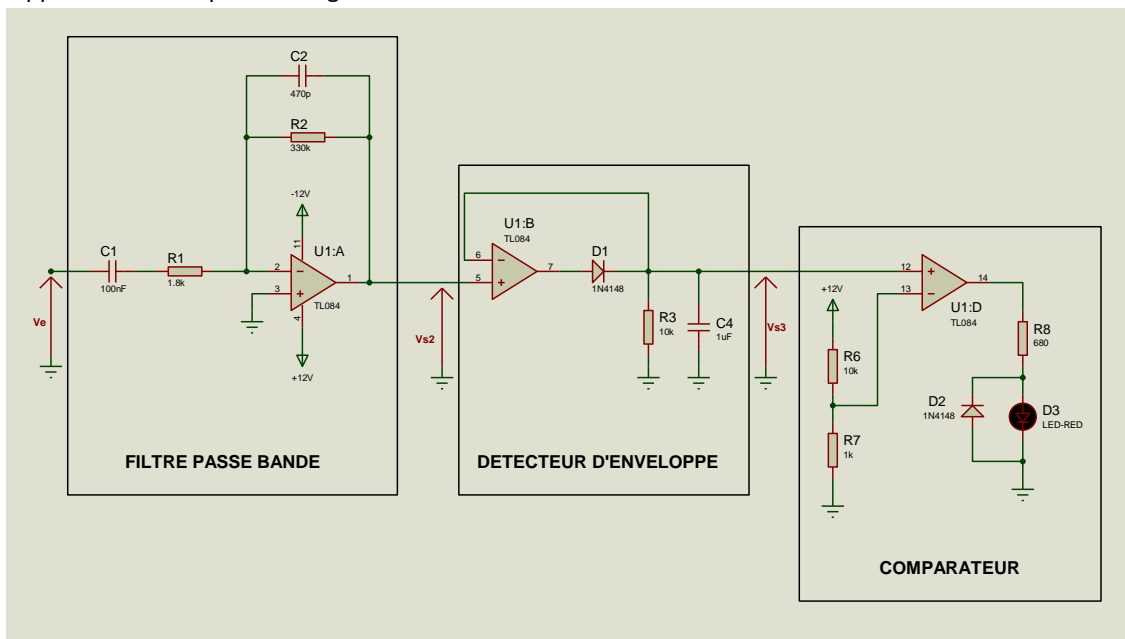 C2
470p
R2
330k
-12V
11
U1:A
C1
R1
100nF
1.8k
2
3
1
TL084
4
+12V
Ve
FILTRE PASSE BANDE
U1:B
TL084
6
5
7
D1
1N4148
Vs2
R3
10k
C4
1uF
Vs3
DETECTEUR D'ENVELOPPE
12
13
14
+12V
U1:D
TL084
R6
10k
R8
680
D2
1N4148
D3
LED-RED
R7
1k
COMPARATEUR